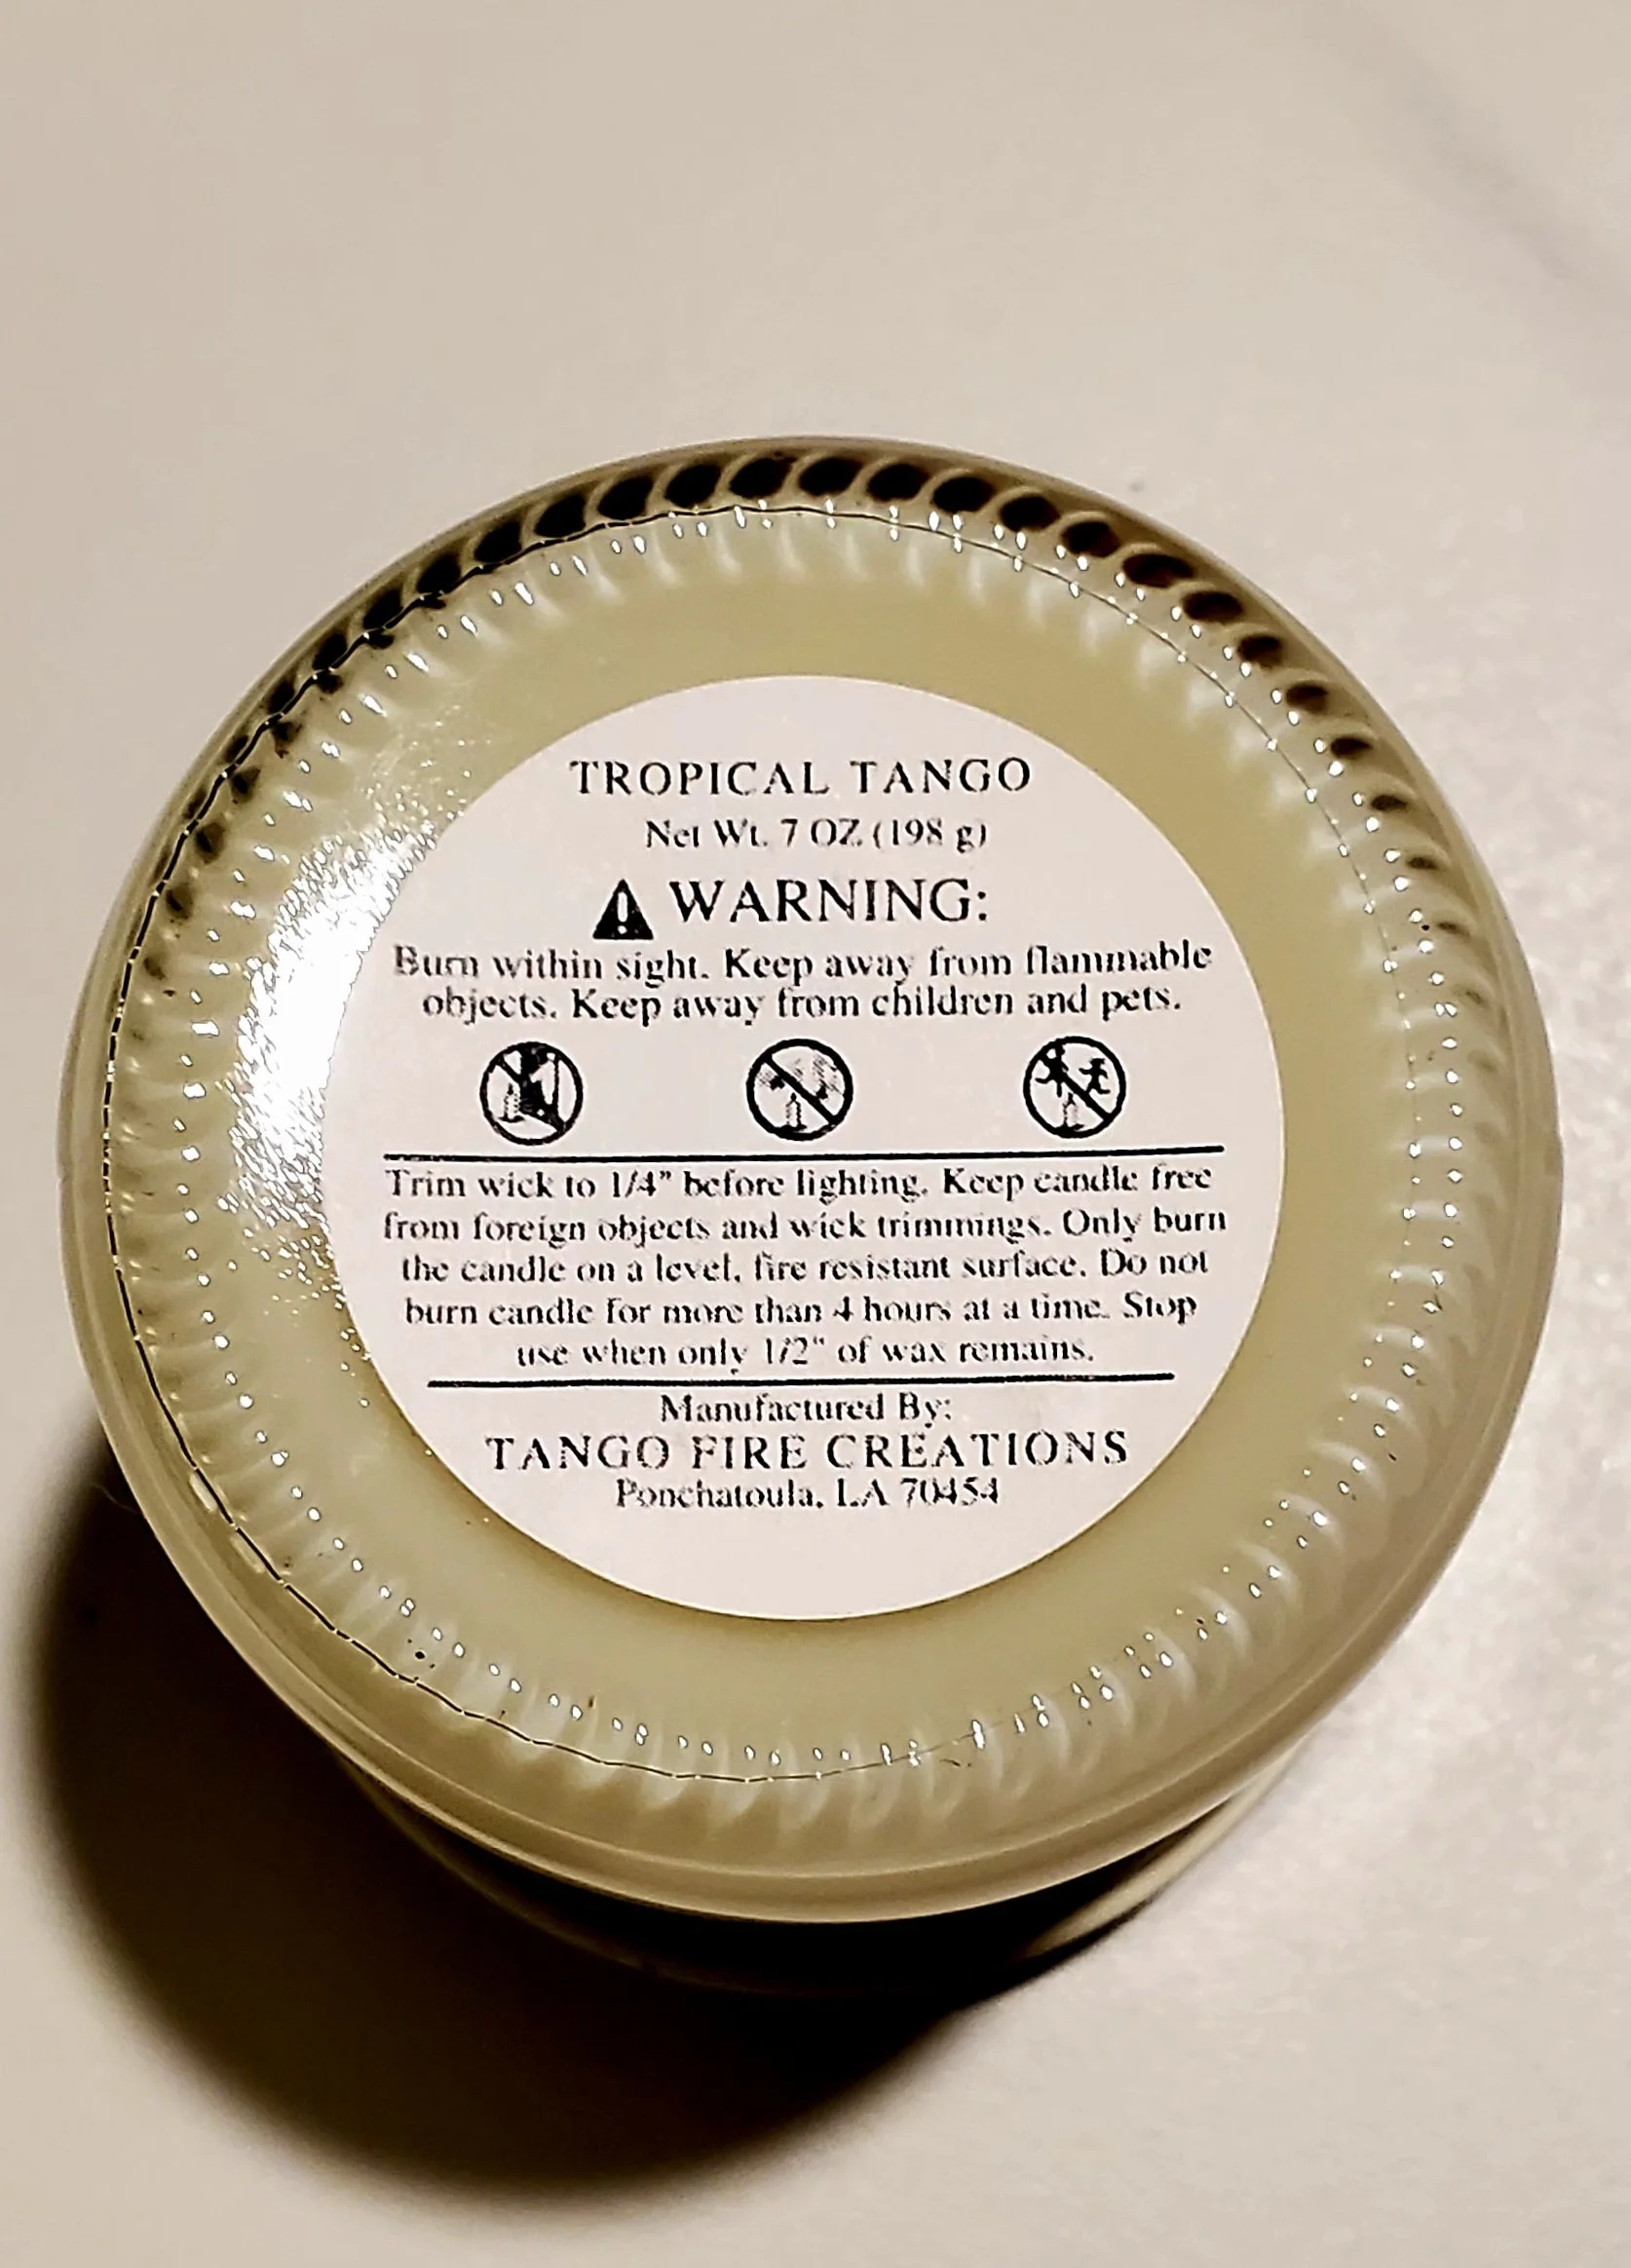 TROPICAL TANGO
Net Wt. 7 OZ (198 g)
WARNING:
Burn within sight. Keep away from flammable
objects. Keep away from children and pets.
Trim wick to 1/4” before lighting. Keep candle free
from foreign objects and wick trimmings. Only burn
the candle on a level, fire resistant surface. Do not
burn candle for more than 4 hours at a time. Stop
use when only 1/2" of wax remains.
Manufactured By:
TANGO FIRE CREATIONS
Ponchatoula, LA 70454